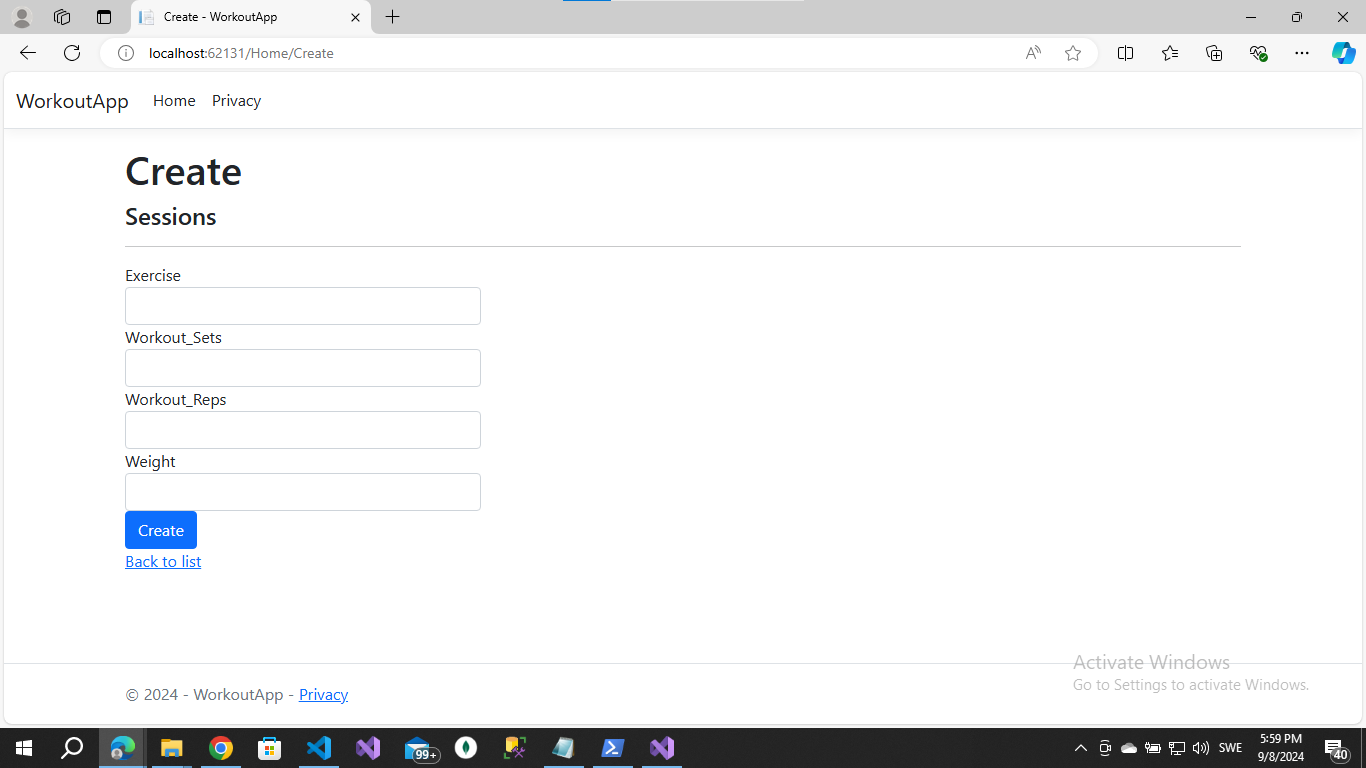 Create - WorkoutApp
localhost:62131/Home/Create
WorkoutApp Home Privacy
Create
Sessions
Exercise
Workout_Sets
Workout_Reps
Weight
Create
Back to list
Activate Windows
Go to Settings to activate Windows.
© 2024 - WorkoutApp - Privacy
99+
SWE
5:59 PM
9/8/2024
40